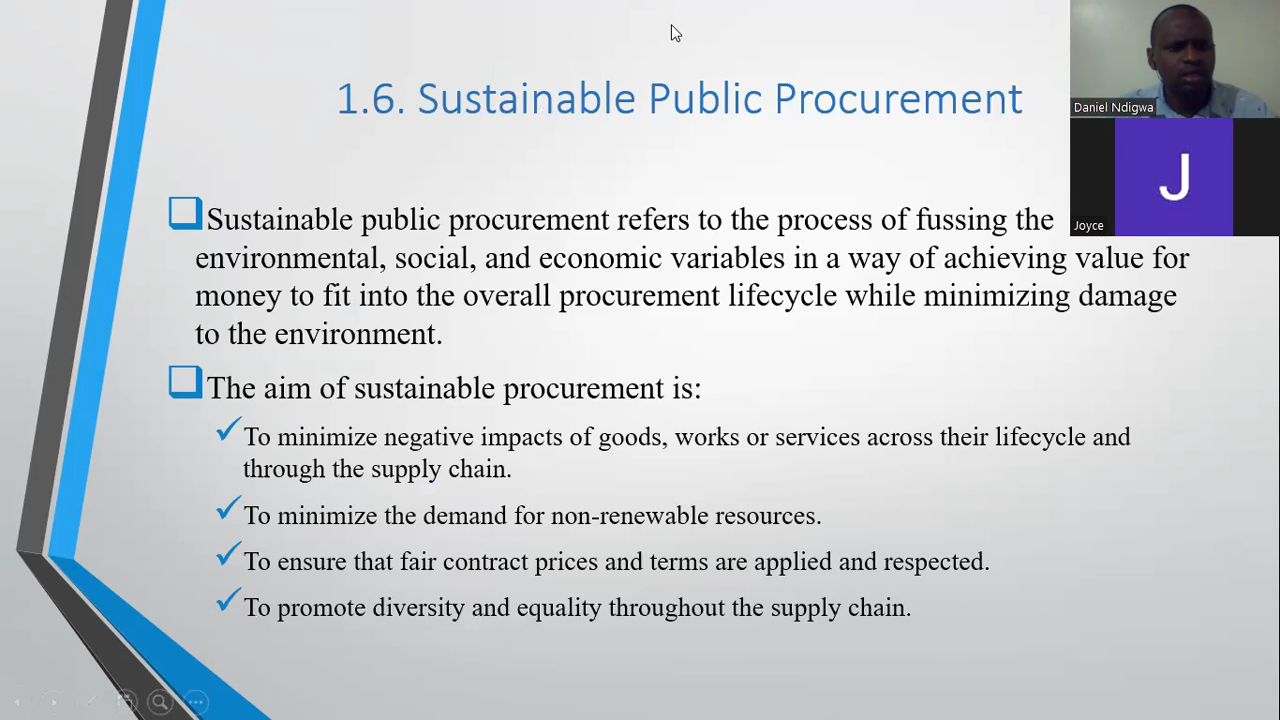 1.6. Sustainable Public Procurement
Daniel Ndigwa
J
Joyce
Sustainable public procurement refers to the process of fussing the
environmental, social, and economic variables in a way of achieving value for
money to fit into the overall procurement lifecycle while minimizing damage
to the environment.
The aim of sustainable procurement is:
To minimize negative impacts of goods, works or services across their lifecycle and
through the supply chain.
To minimize the demand for non-renewable resources.
To ensure that fair contract prices and terms are applied and respected.
To promote diversity and equality throughout the supply chain.